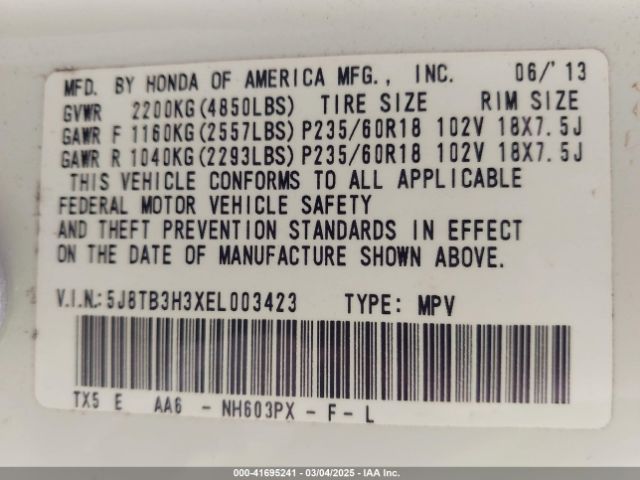 MFD. BY HONDA OF AMERICA MFG., INC. 06/'13
GVWR 2200KG(4850LBS) TIRE SIZE RIM SIZE
GAWR F 1160KG(2557LBS) P235/60R18 102V 18X7.5J
GAWR R 1040KG(2293LBS) P235/60R18 102V 18X7.5J
THIS VEHICLE CONFORMS TO ALL APPLICABLE
FEDERAL MOTOR VEHICLE SAFETY
AND THEFT PREVENTION STANDARDS IN EFFECT
ON THE DATE OF MANUFACTURE SHOWN ABOVE.
V.I.N.: 5J8TB3H3XEL003423 TYPE: MPV
TX5 E AA6 - NH603PX - F - L
000-41695241 - 03/04/2025 - IAA Inc.